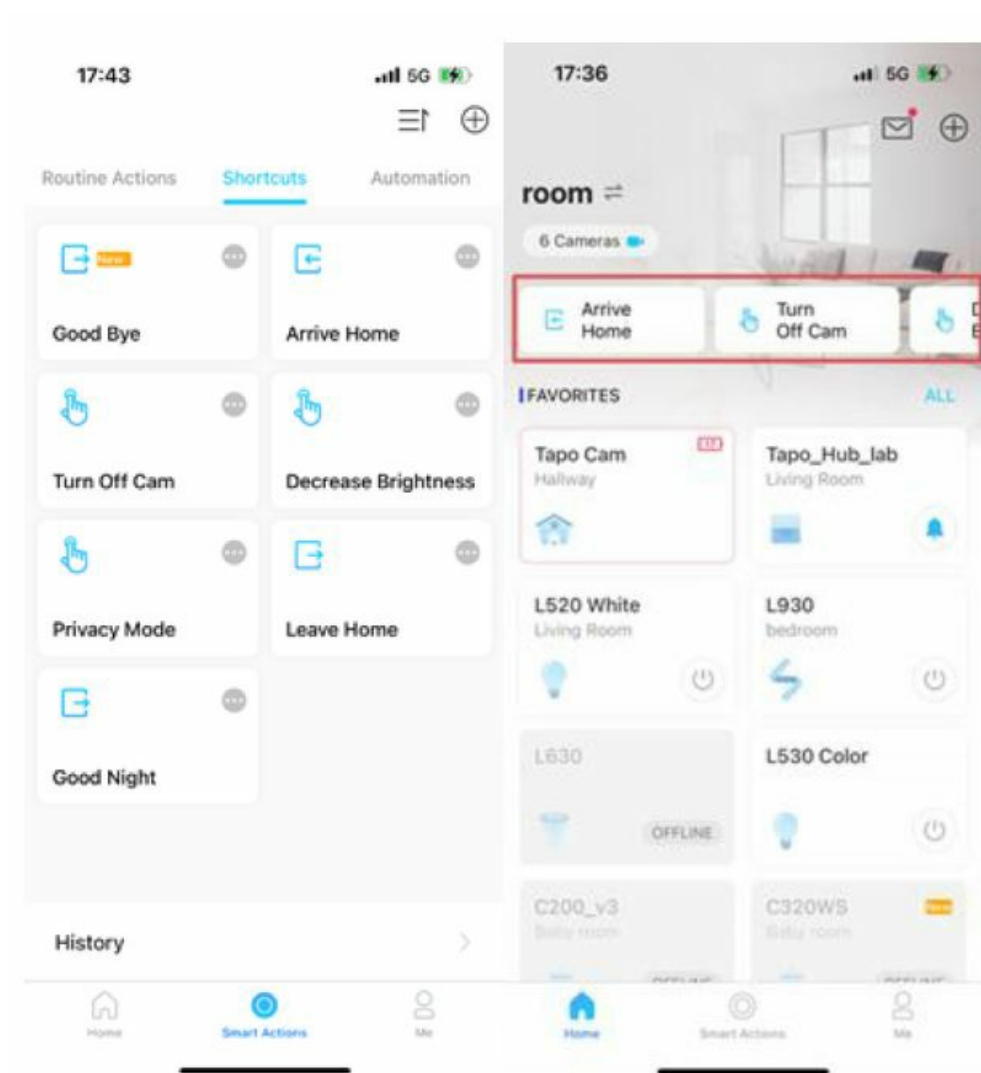 17:43
5G
Routine Actions Shortcuts Automation
New
Good Bye
Arrive Home
Turn Off Cam
Decrease Brightness
Privacy Mode
Leave Home
Good Night
History
Home
Smart Actions
Me
17:36
5G
room
6 Cameras
Arrive
Home
Turn
Off Cam
D
FAVORITES
ALL
Tapo Cam
Hallway
Tapo_Hub_lab
Living Room
L520 White
Living Room
L930
bedroom
L630
OFFLINE
L530 Color
C200_v3
Baby room
C320WS
New
Baby room
OFFLINE
OFFLINE
Home
Smart Actions
Me